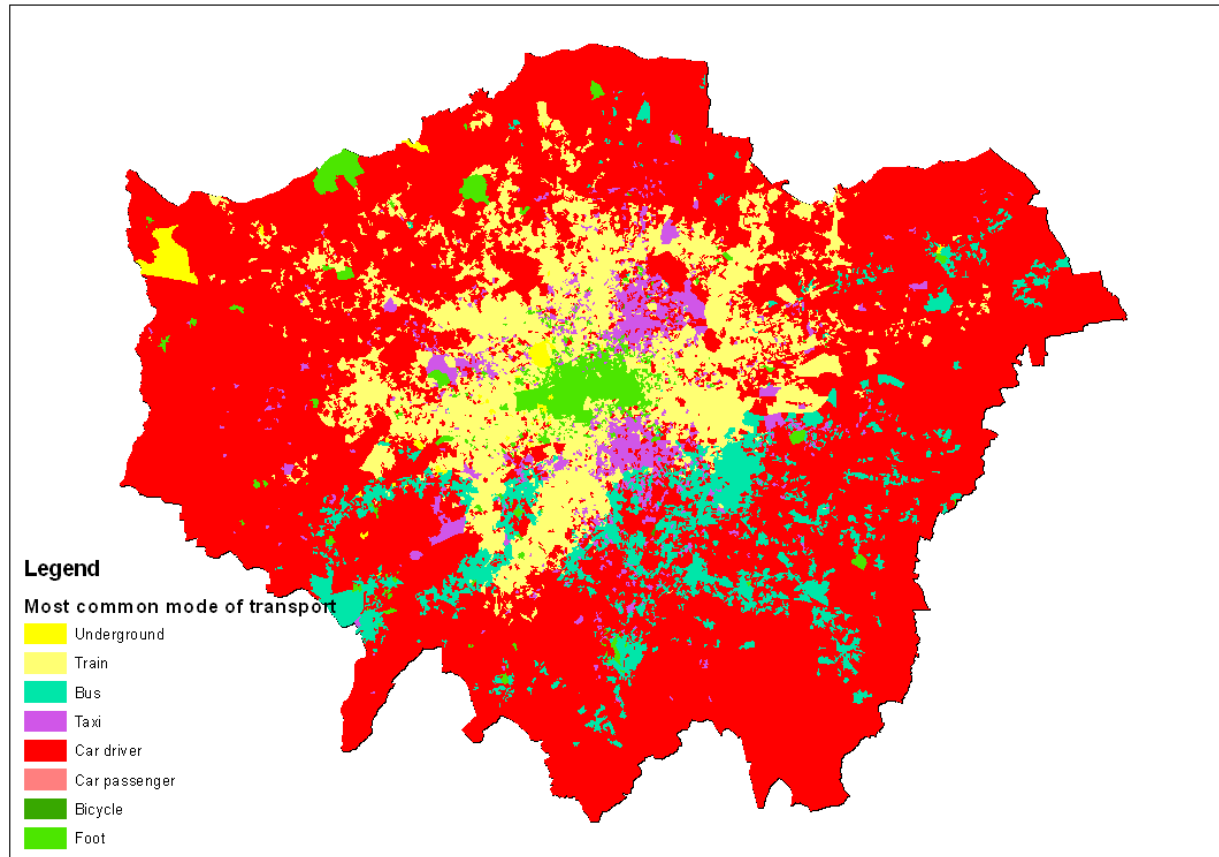 Legend
Most common mode of transport
Underground
Train
Bus
Taxi
Car driver
Car passenger
Bicycle
Foot